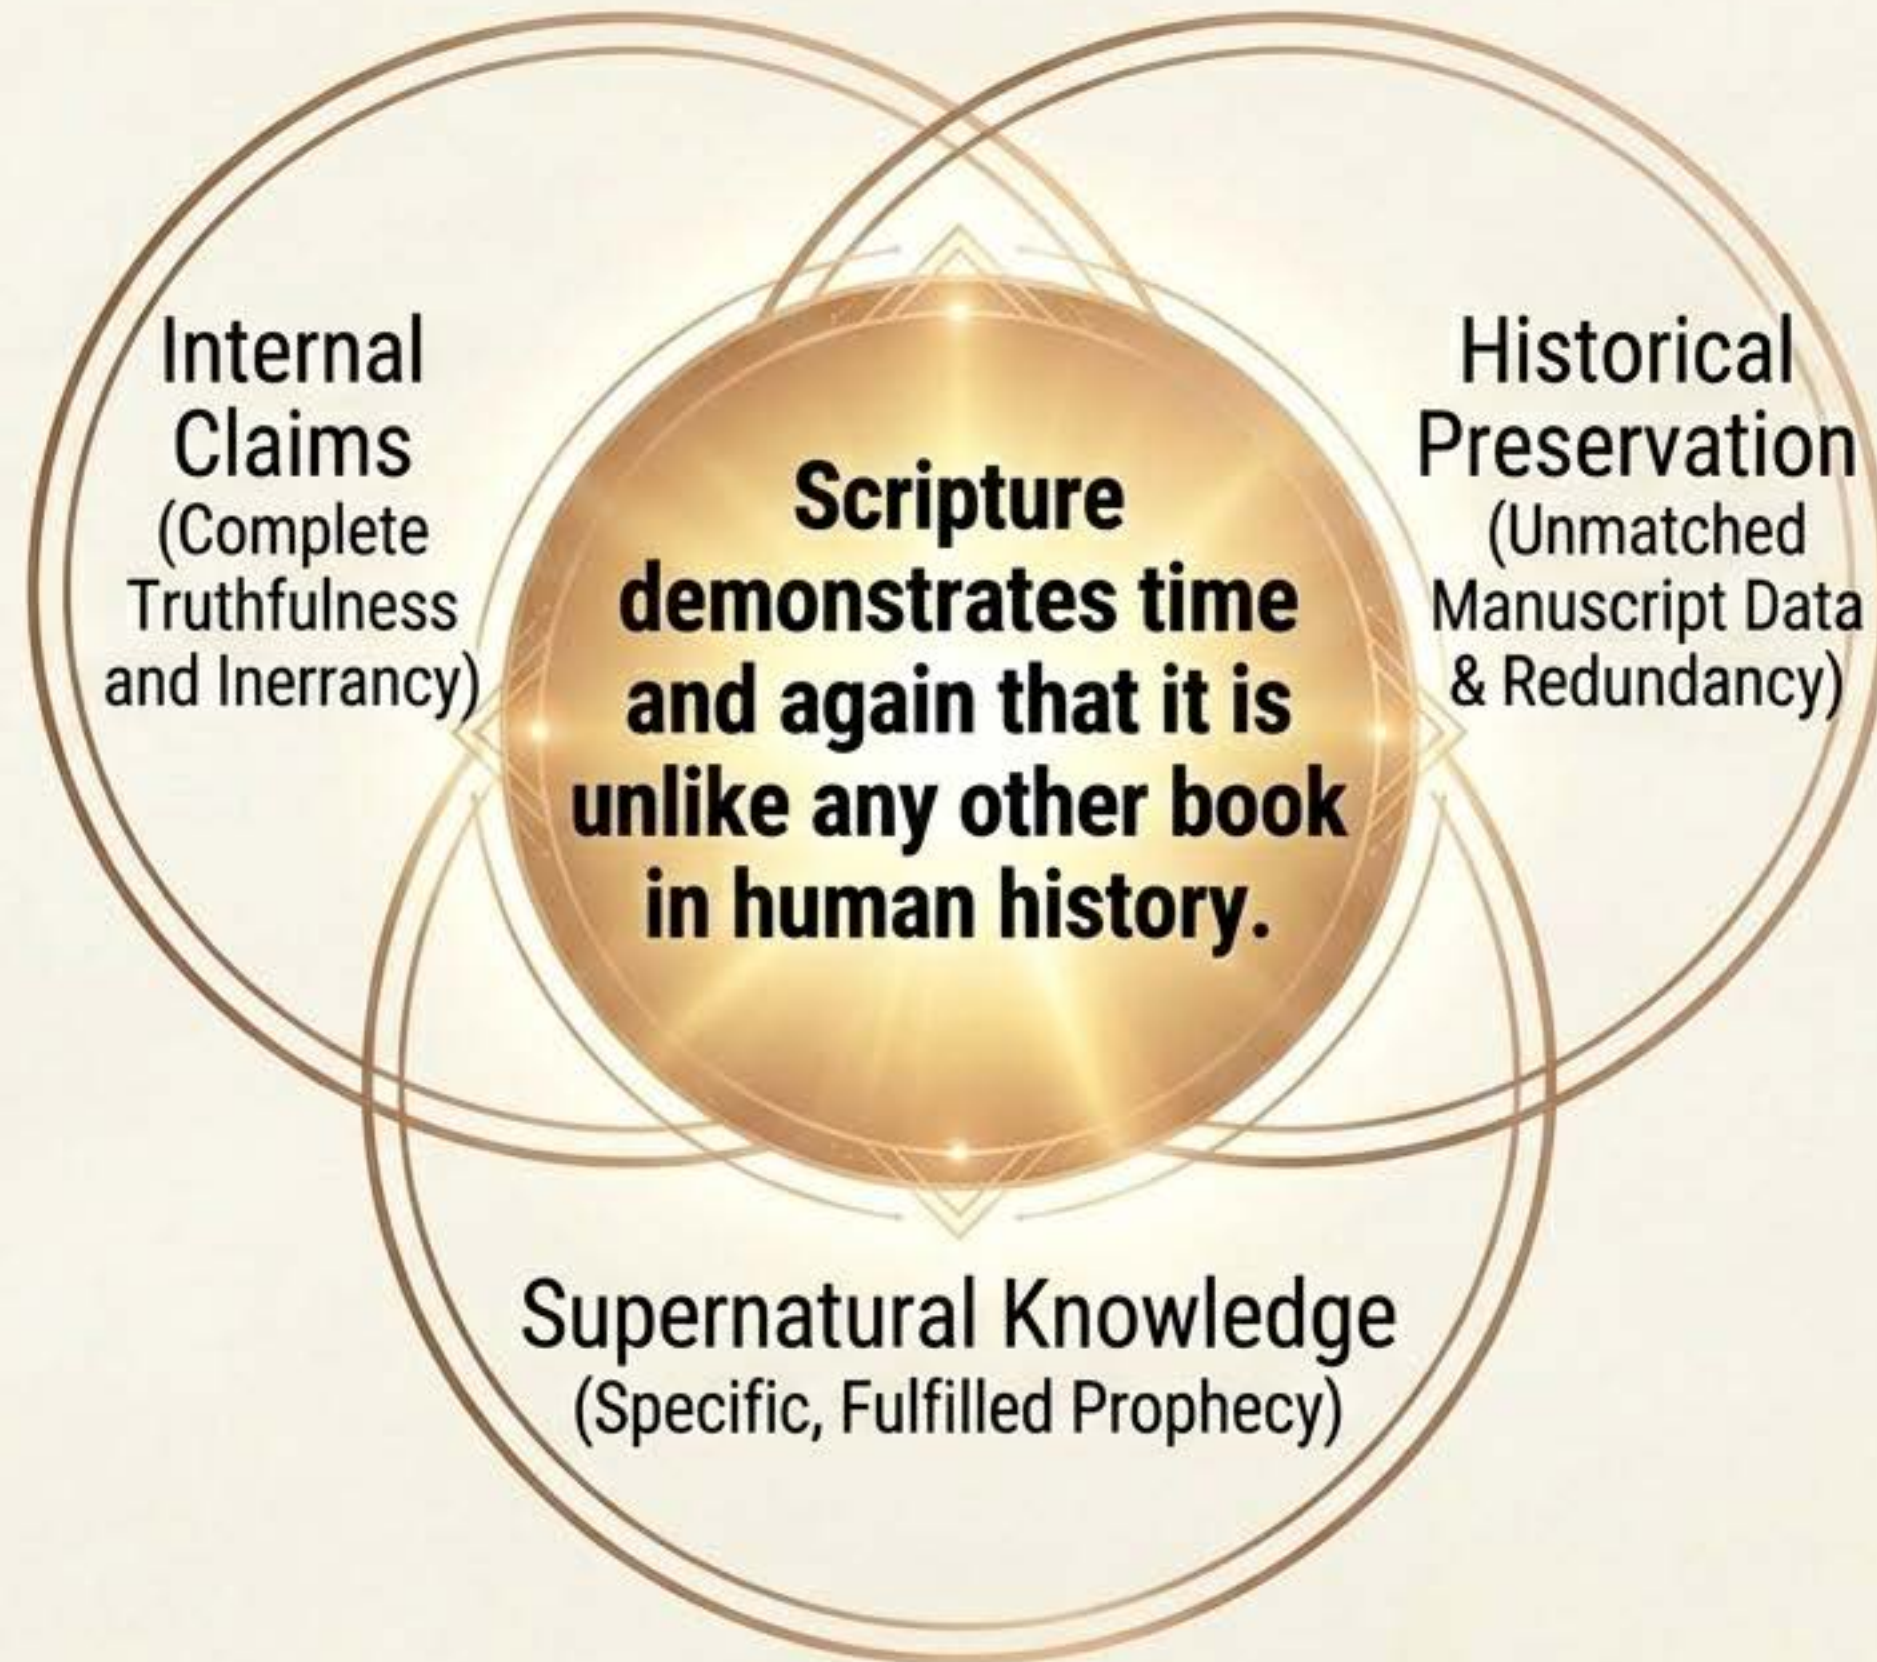 Internal
Claims
(Complete
Truthfulness
and Inerrancy)
Scripture
demonstrates time
and again that it is
unlike any other book
in human history.
Historical
Preservation
(Unmatched
Manuscript Data
& Redundancy)
Supernatural Knowledge
(Specific, Fulfilled Prophecy)